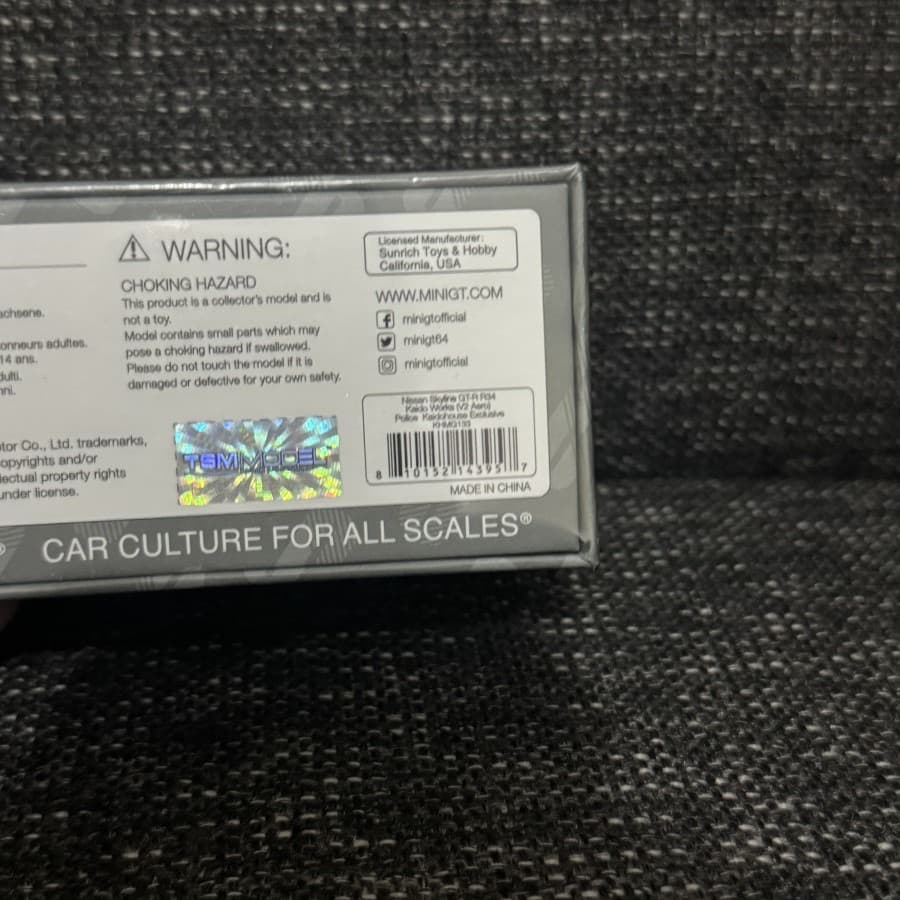 achsene.
onneurs adultes.
14 ans.
dulti.
nni.
tor Co., Ltd. trademarks,
opyrights and/or
lectual property rights
under license.
WARNING:
CHOKING HAZARD
This product is a collector's model and is
not a toy.
Model contains small parts which may
pose a choking hazard if swallowed.
Please do not touch the model if it is
damaged or defective for your own safety.
TSM MODEL
Licensed Manufacturer:
Sunrich Toys & Hobby
California, USA
WWW.MINIGT.COM
minigtofficial
minigt64
minigtofficial
Nissan Skyline GT-R R34
Kaido Works (V2 Aero)
Police Kaidohouse Exclusive
KHMG133
8 10152 14395 7
MADE IN CHINA
® CAR CULTURE FOR ALL SCALES®